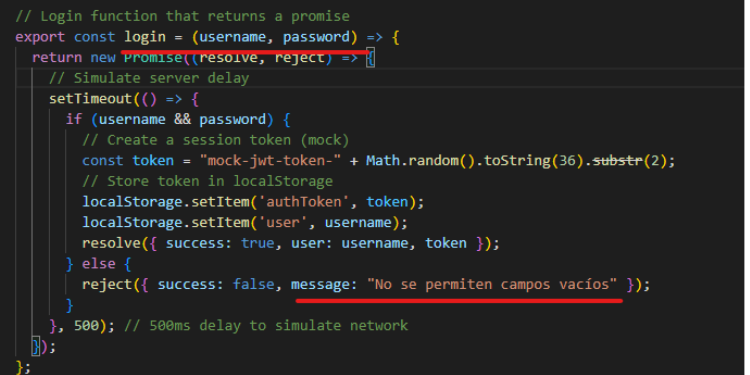 // Login function that returns a promise
export const login = (username, password) => {
return new Promise((resolve, reject) => {
// Simulate server delay
setTimeout(() => {
if (username && password) {
// Create a session token (mock)
const token = "mock-jwt-token-" + Math.random().toString(36).substr(2);
// Store token in localStorage
localStorage.setItem('authToken', token);
localStorage.setItem('user', username);
resolve({ success: true, user: username, token });
} else {
reject({ success: false, message: "No se permiten campos vacíos" });
}
}, 500); // 500ms delay to simulate network
});
};